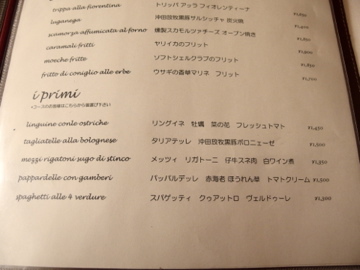 trippa alla fiorentina トリッパ アッラ フィオレンティーナ
luganega 沖田放牧豚サルシッチャ 炭火焼 ¥1,850
scamorza affumicata al forno 燻製スカモルツァチーズ オーブン焼き
caramali fritti ヤリイカのフリット
moeche fritte ソフトシェルクラブのフリット
fritto di coniglio alle erbe ウサギの香草マリネ フリット
i primi
linguine conle ostriche リングイネ 牡蠣 菜の花 フレッシュトマト ¥1,450
tagliatelle alla bolognese タリアテッレ 沖田放牧黒豚ボロニェーゼ
mezzi rigatoni sugo di stinco メッツィ リガトーニ 仔牛スネ肉 白ワイン煮
pappardelle con gamberi パッパルデッレ 赤海老 ほうれん草 トマトクリーム
spaghetti alle 4 verdure スパゲッティ クゥアットロ ヴェルドゥーレ